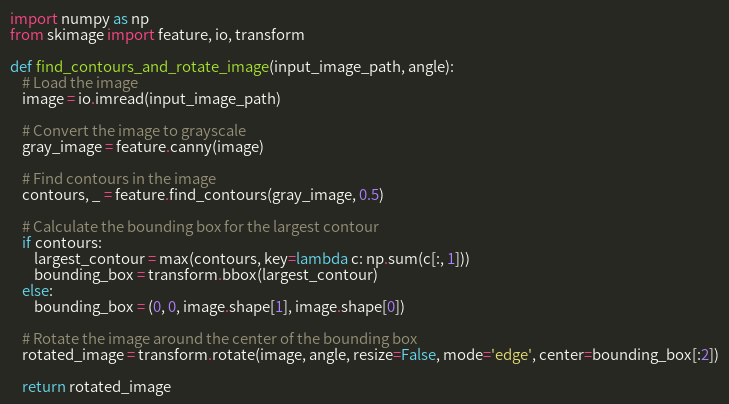 import numpy as np
from skimage import feature, io, transform

def find_contours_and_rotate_image(input_image_path, angle):
    # Load the image
    image = io.imread(input_image_path)

    # Convert the image to grayscale
    gray_image = feature.canny(image)

    # Find contours in the image
    contours, _ = feature.find_contours(gray_image, 0.5)

    # Calculate the bounding box for the largest contour
    if contours:
        largest_contour = max(contours, key=lambda c: np.sum(c[:, 1]))
        bounding_box = transform.bbox(largest_contour)
    else:
        bounding_box = (0, 0, image.shape[1], image.shape[0])

    # Rotate the image around the center of the bounding box
    rotated_image = transform.rotate(image, angle, resize=False, mode='edge', center=bounding_box[:2])

    return rotated_image